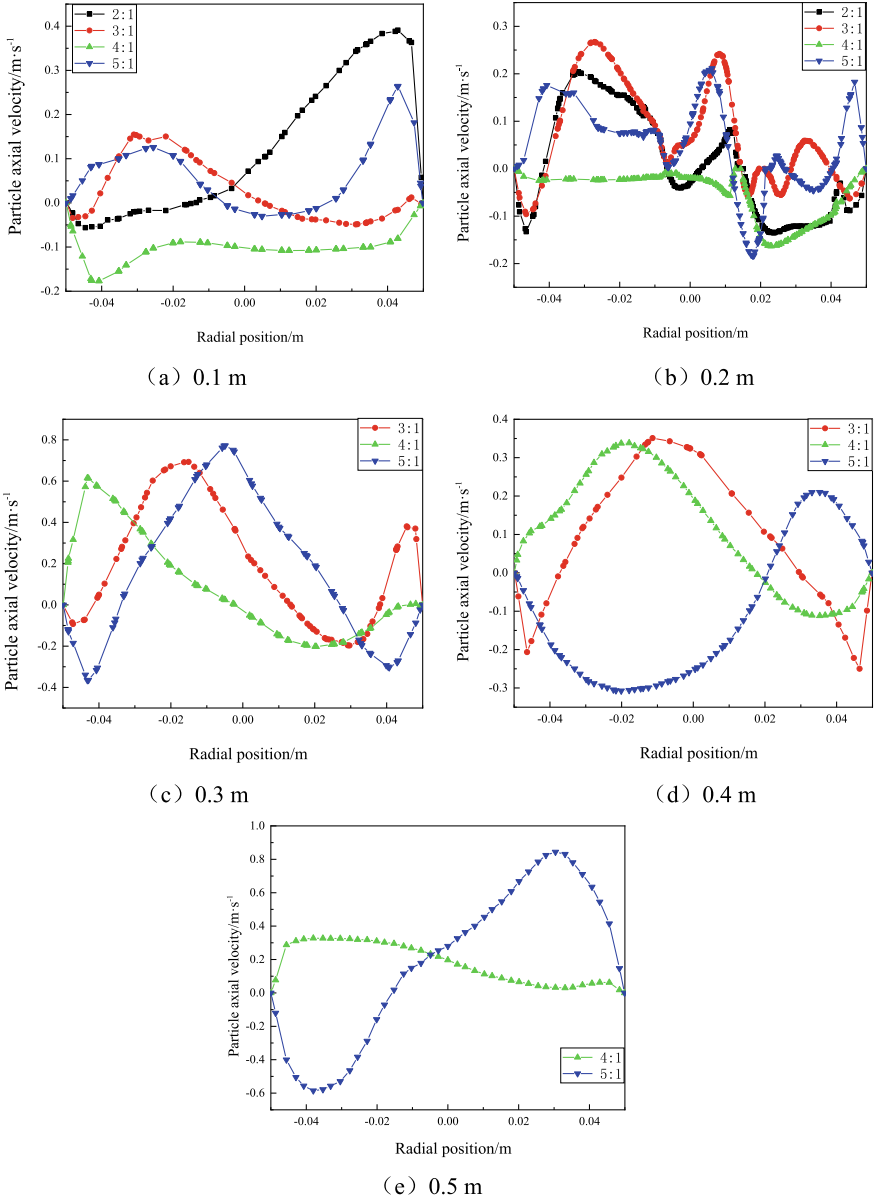 2:1
3:1
4:1
5:1
0.4
0.3
0.2
0.1
0.0
-0.1
-0.2
Particle axial velocity/m·s-1
-0.04 -0.02 0.00 0.02 0.04
Radial position/m
（a）0.1 m
2:1
3:1
4:1
5:1
0.3
0.2
0.1
0.0
-0.1
-0.2
Particle axial velocity/m·s-1
-0.04 -0.02 0.00 0.02 0.04
Radial position/m
（b）0.2 m
3:1
4:1
5:1
0.8
0.6
0.4
0.2
0.0
-0.2
-0.4
Particle axial velocity/m·s-1
-0.04 -0.02 0.00 0.02 0.04
Radial position/m
（c）0.3 m
3:1
4:1
5:1
0.4
0.3
0.2
0.1
0.0
-0.1
-0.2
-0.3
Particle axial velocity/m·s-1
-0.04 -0.02 0.00 0.02 0.04
Radial position/m
（d）0.4 m
1.0
0.8
0.6
0.4
0.2
0.0
-0.2
-0.4
-0.6
Particle axial velocity/m·s-1
4:1
5:1
-0.04 -0.02 0.00 0.02 0.04
Radial position/m
（e）0.5 m